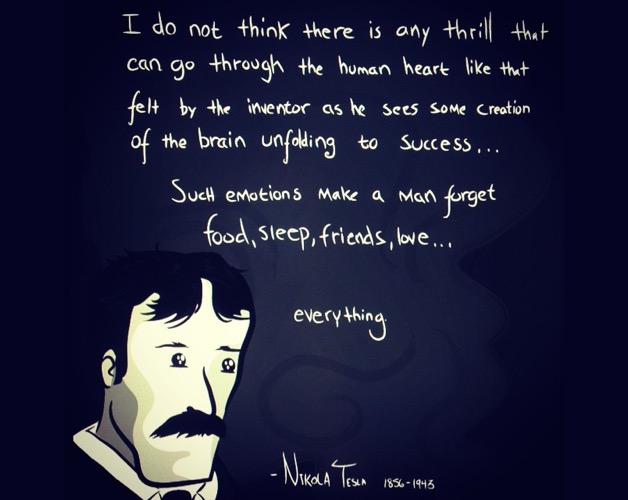 I do not think there is any thrill that
can go through the human heart like that
felt by the inventor as he sees some creation
of the brain unfolding to success...
Such emotions make a man forget
food, sleep, friends, love...
everything.
- Nikola Tesla 1856-1943